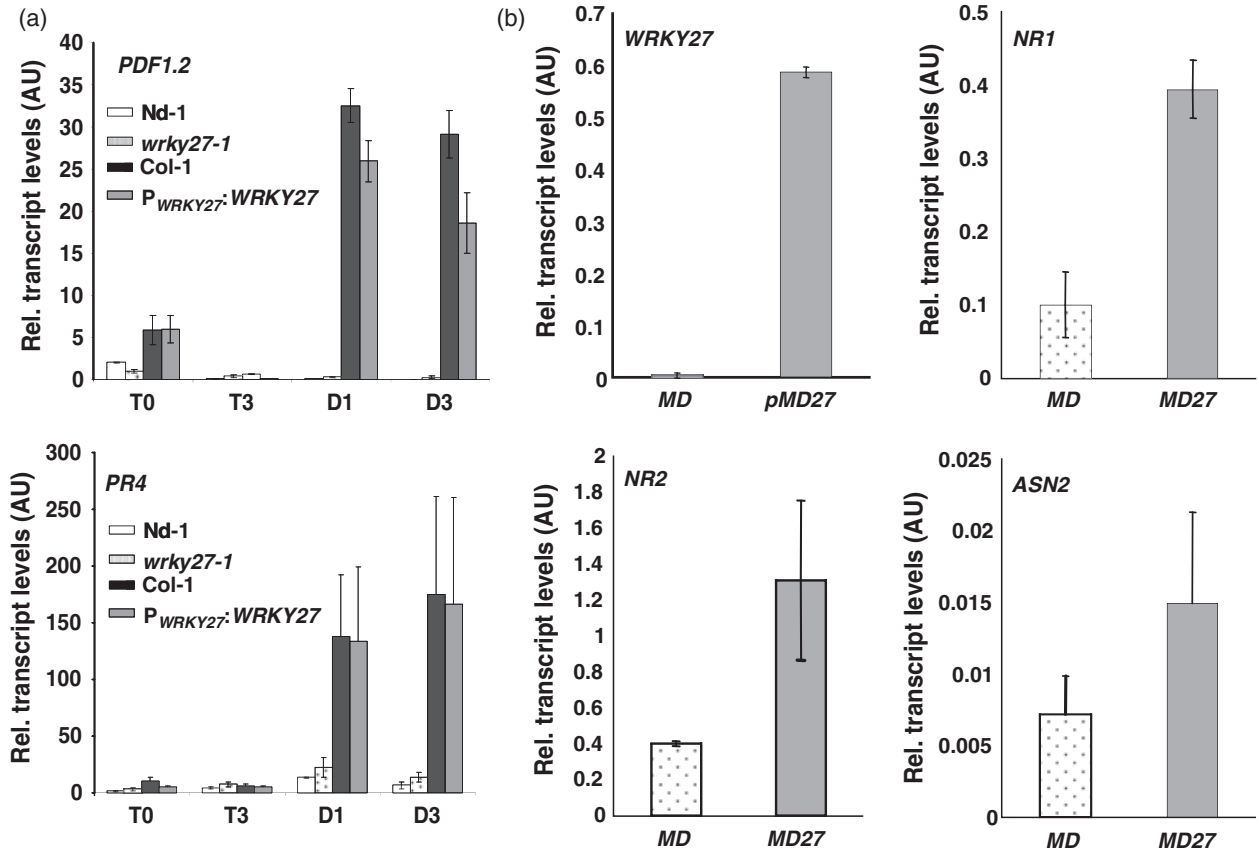 (a)
PDF1.2
Nd-1
wrky27-1
Col-1
PWRKY27:WRKY27
Rel. transcript levels (AU)
40
35
30
25
20
15
10
5
0
T0 T3 D1 D3
PR4
Nd-1
wrky27-1
Col-1
PWRKY27:WRKY27
Rel. transcript levels (AU)
300
250
200
150
100
50
0
T0 T3 D1 D3
(b)
WRKY27
Rel. transcript levels (AU)
0.7
0.6
0.5
0.4
0.3
0.2
0.1
0
MD pMD27
NR1
Rel. transcript levels (AU)
0.5
0.4
0.3
0.2
0.1
0
MD MD27
NR2
Rel. transcript levels (AU)
2
1.8
1.6
1.4
1.2
1
0.8
0.6
0.4
0.2
0
MD MD27
ASN2
Rel. transcript levels (AU)
0.025
0.02
0.015
0.01
0.005
0
MD MD27